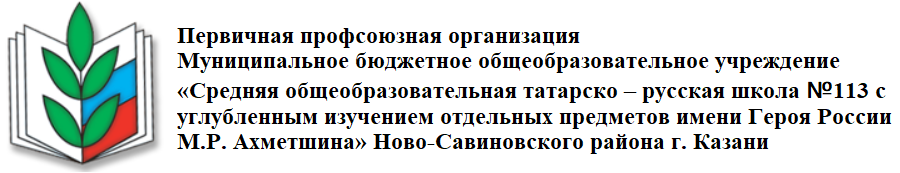 Первичная профсоюзная организация
Муниципальное бюджетное общеобразовательное учреждение
«Средняя общеобразовательная татарско – русская школа №113 с
углубленным изучением отдельных предметов имени Героя России
М.Р. Ахметшина» Ново-Савиновского района г. Казани